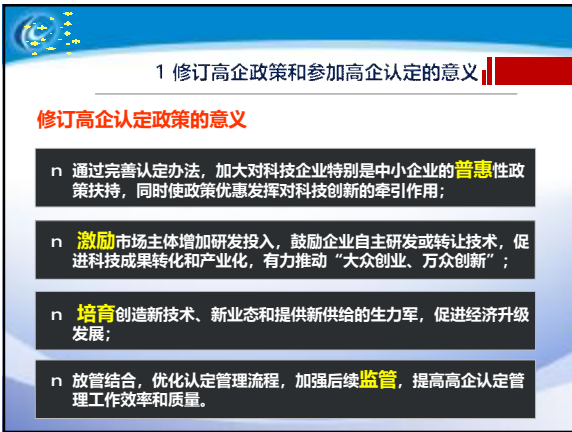 1 修订高企政策和参加高企认定的意义
修订高企认定政策的意义
n 通过完善认定办法，加大对科技企业特别是中小企业的普惠性政
策扶持，同时使政策优惠发挥对科技创新的牵引作用；
n 激励市场主体增加研发投入，鼓励企业自主研发或转让技术，促
进科技成果转化和产业化，有力推动“大众创业、万众创新”；
n 培育创造新技术、新业态和提供新供给的生力军，促进经济升级
发展；
n 放管结合，优化认定管理流程，加强后续监管，提高高企认定管
理工作效率和质量。